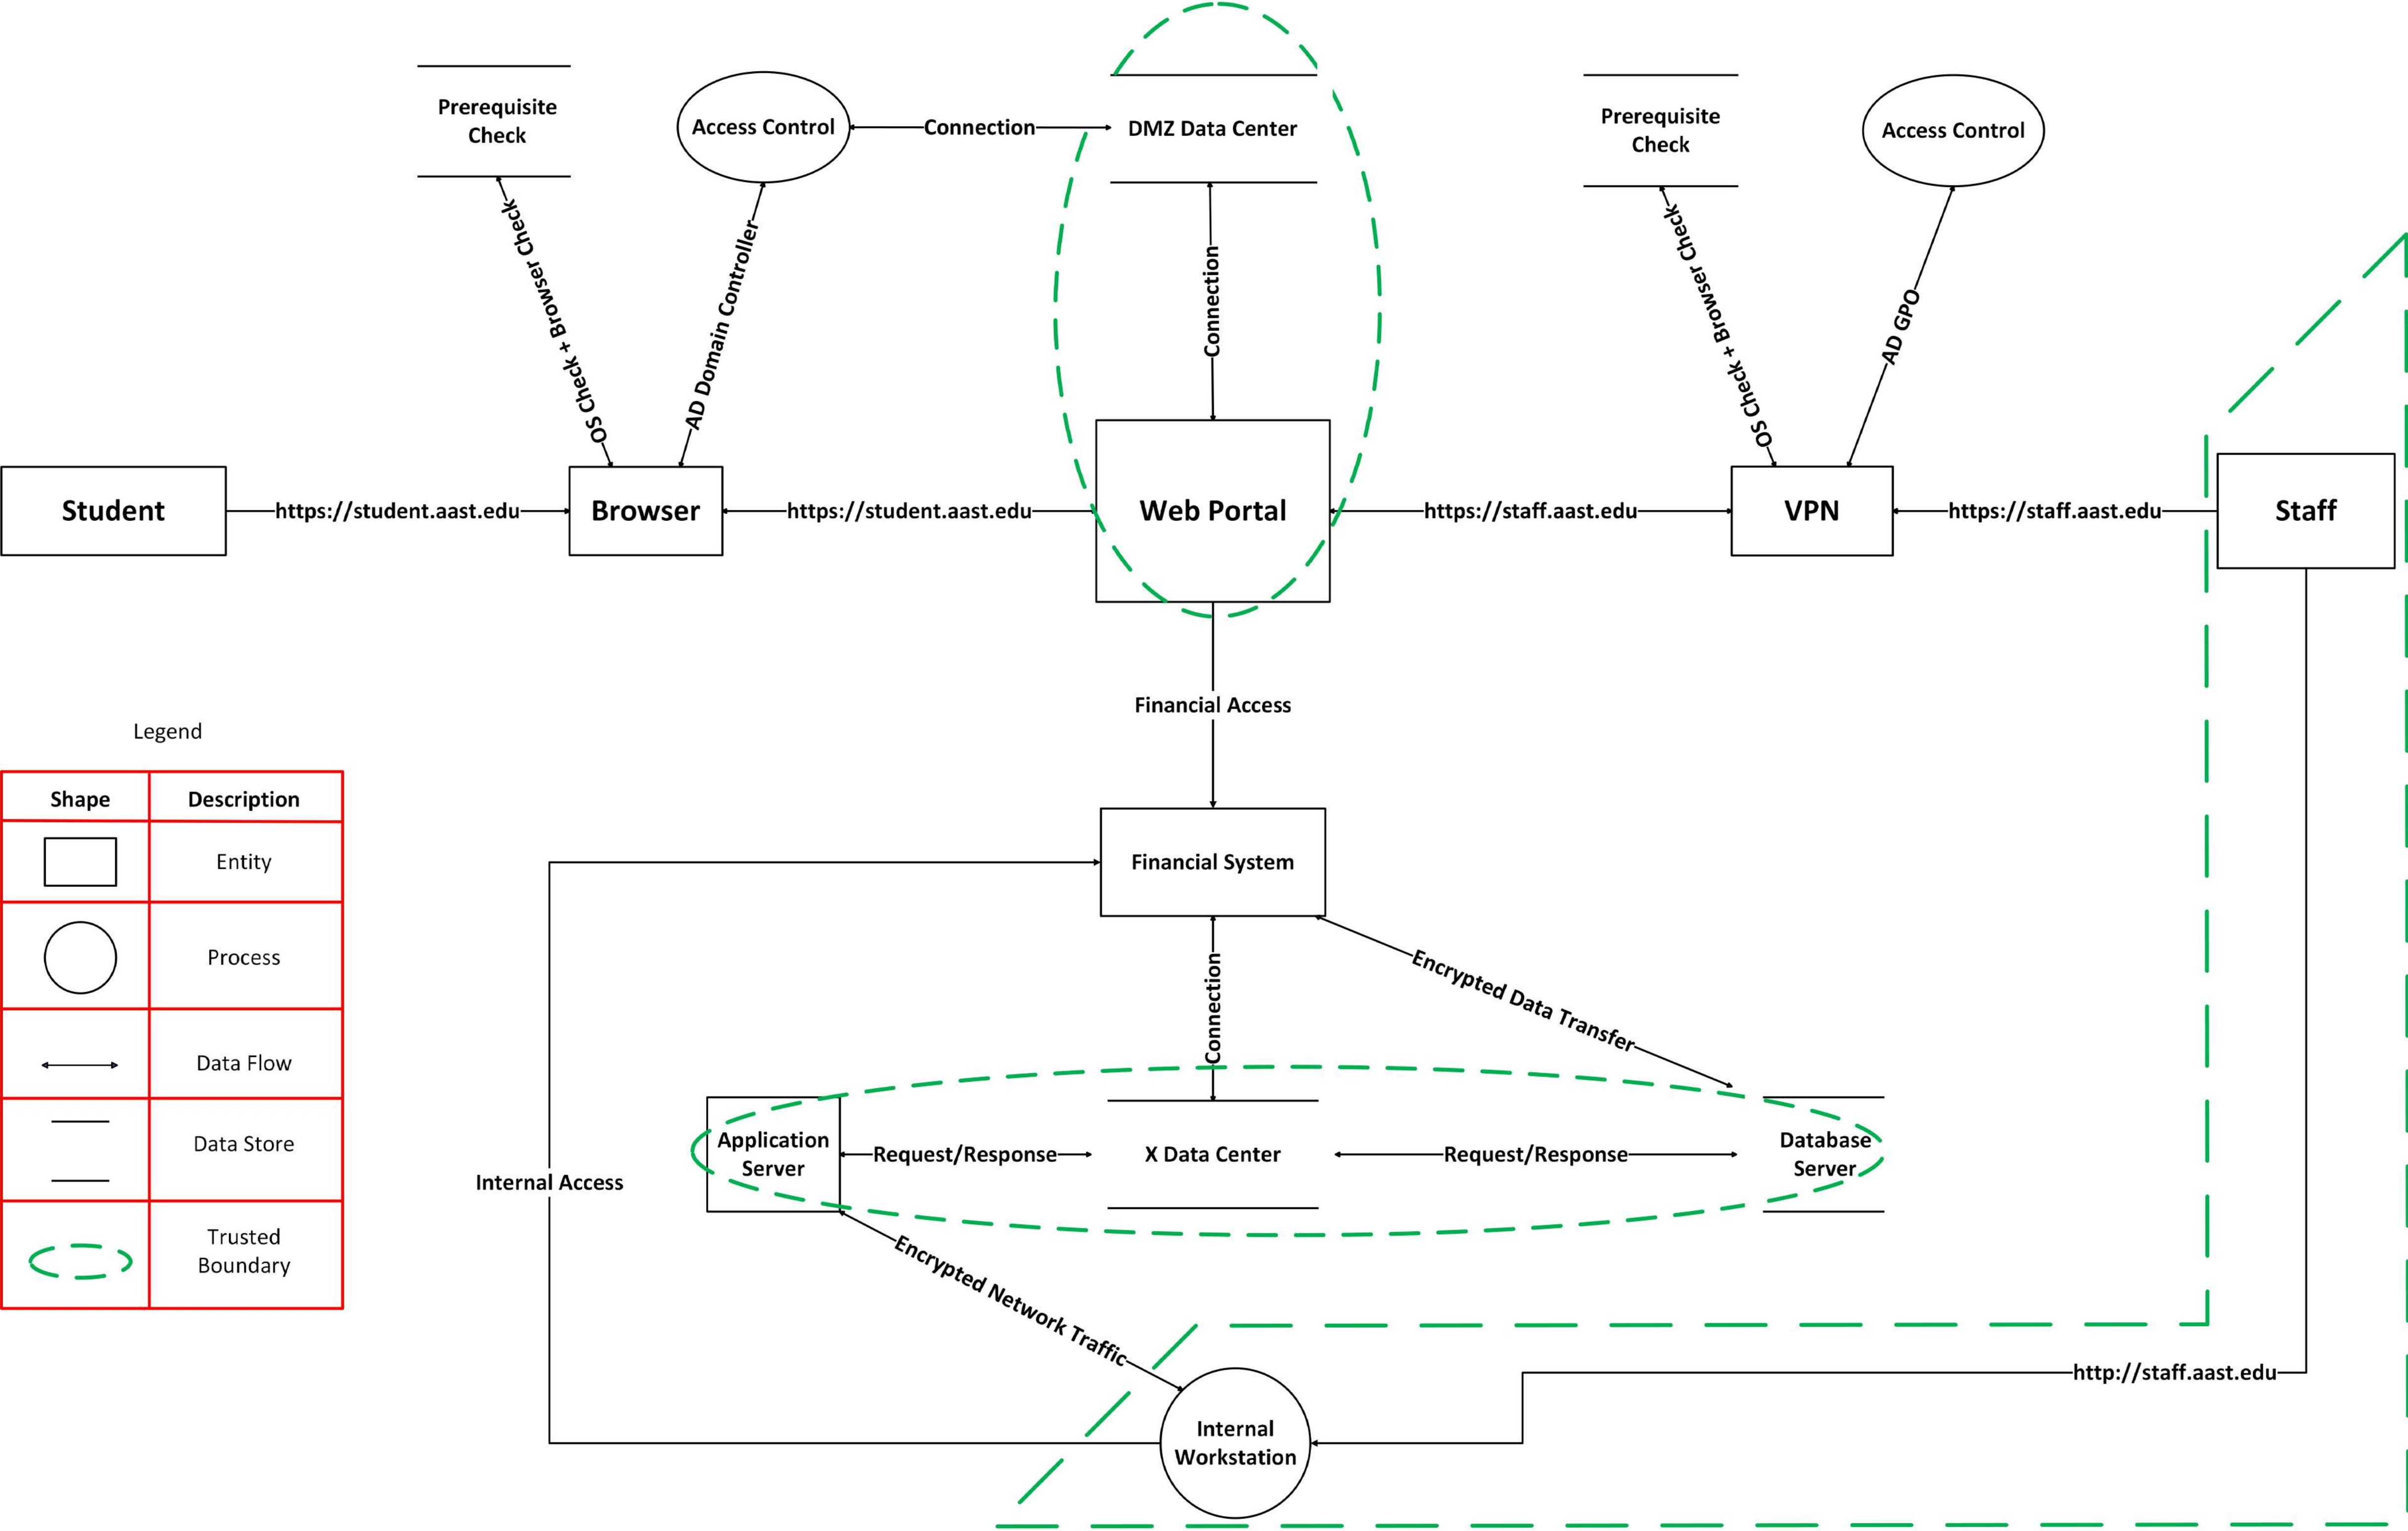 Prerequisite
Check
Access Control
Connection
DMZ Data Center
Prerequisite
Check
Access Control
OS Check + Browser Check
AD Domain Controller
Connection
OS Check + Browser Check
AD GPO
Student
https://student.aast.edu
Browser
https://student.aast.edu
Web Portal
https://staff.aast.edu
VPN
https://staff.aast.edu
Staff
Financial Access
Legend
Shape
Description
Entity
Process
Data Flow
Data Store
Trusted
Boundary
Financial System
Connection
Encrypted Data Transfer
Internal Access
Application
Server
Request/Response
X Data Center
Request/Response
Database
Server
Encrypted Network Traffic
http://staff.aast.edu
Internal
Workstation